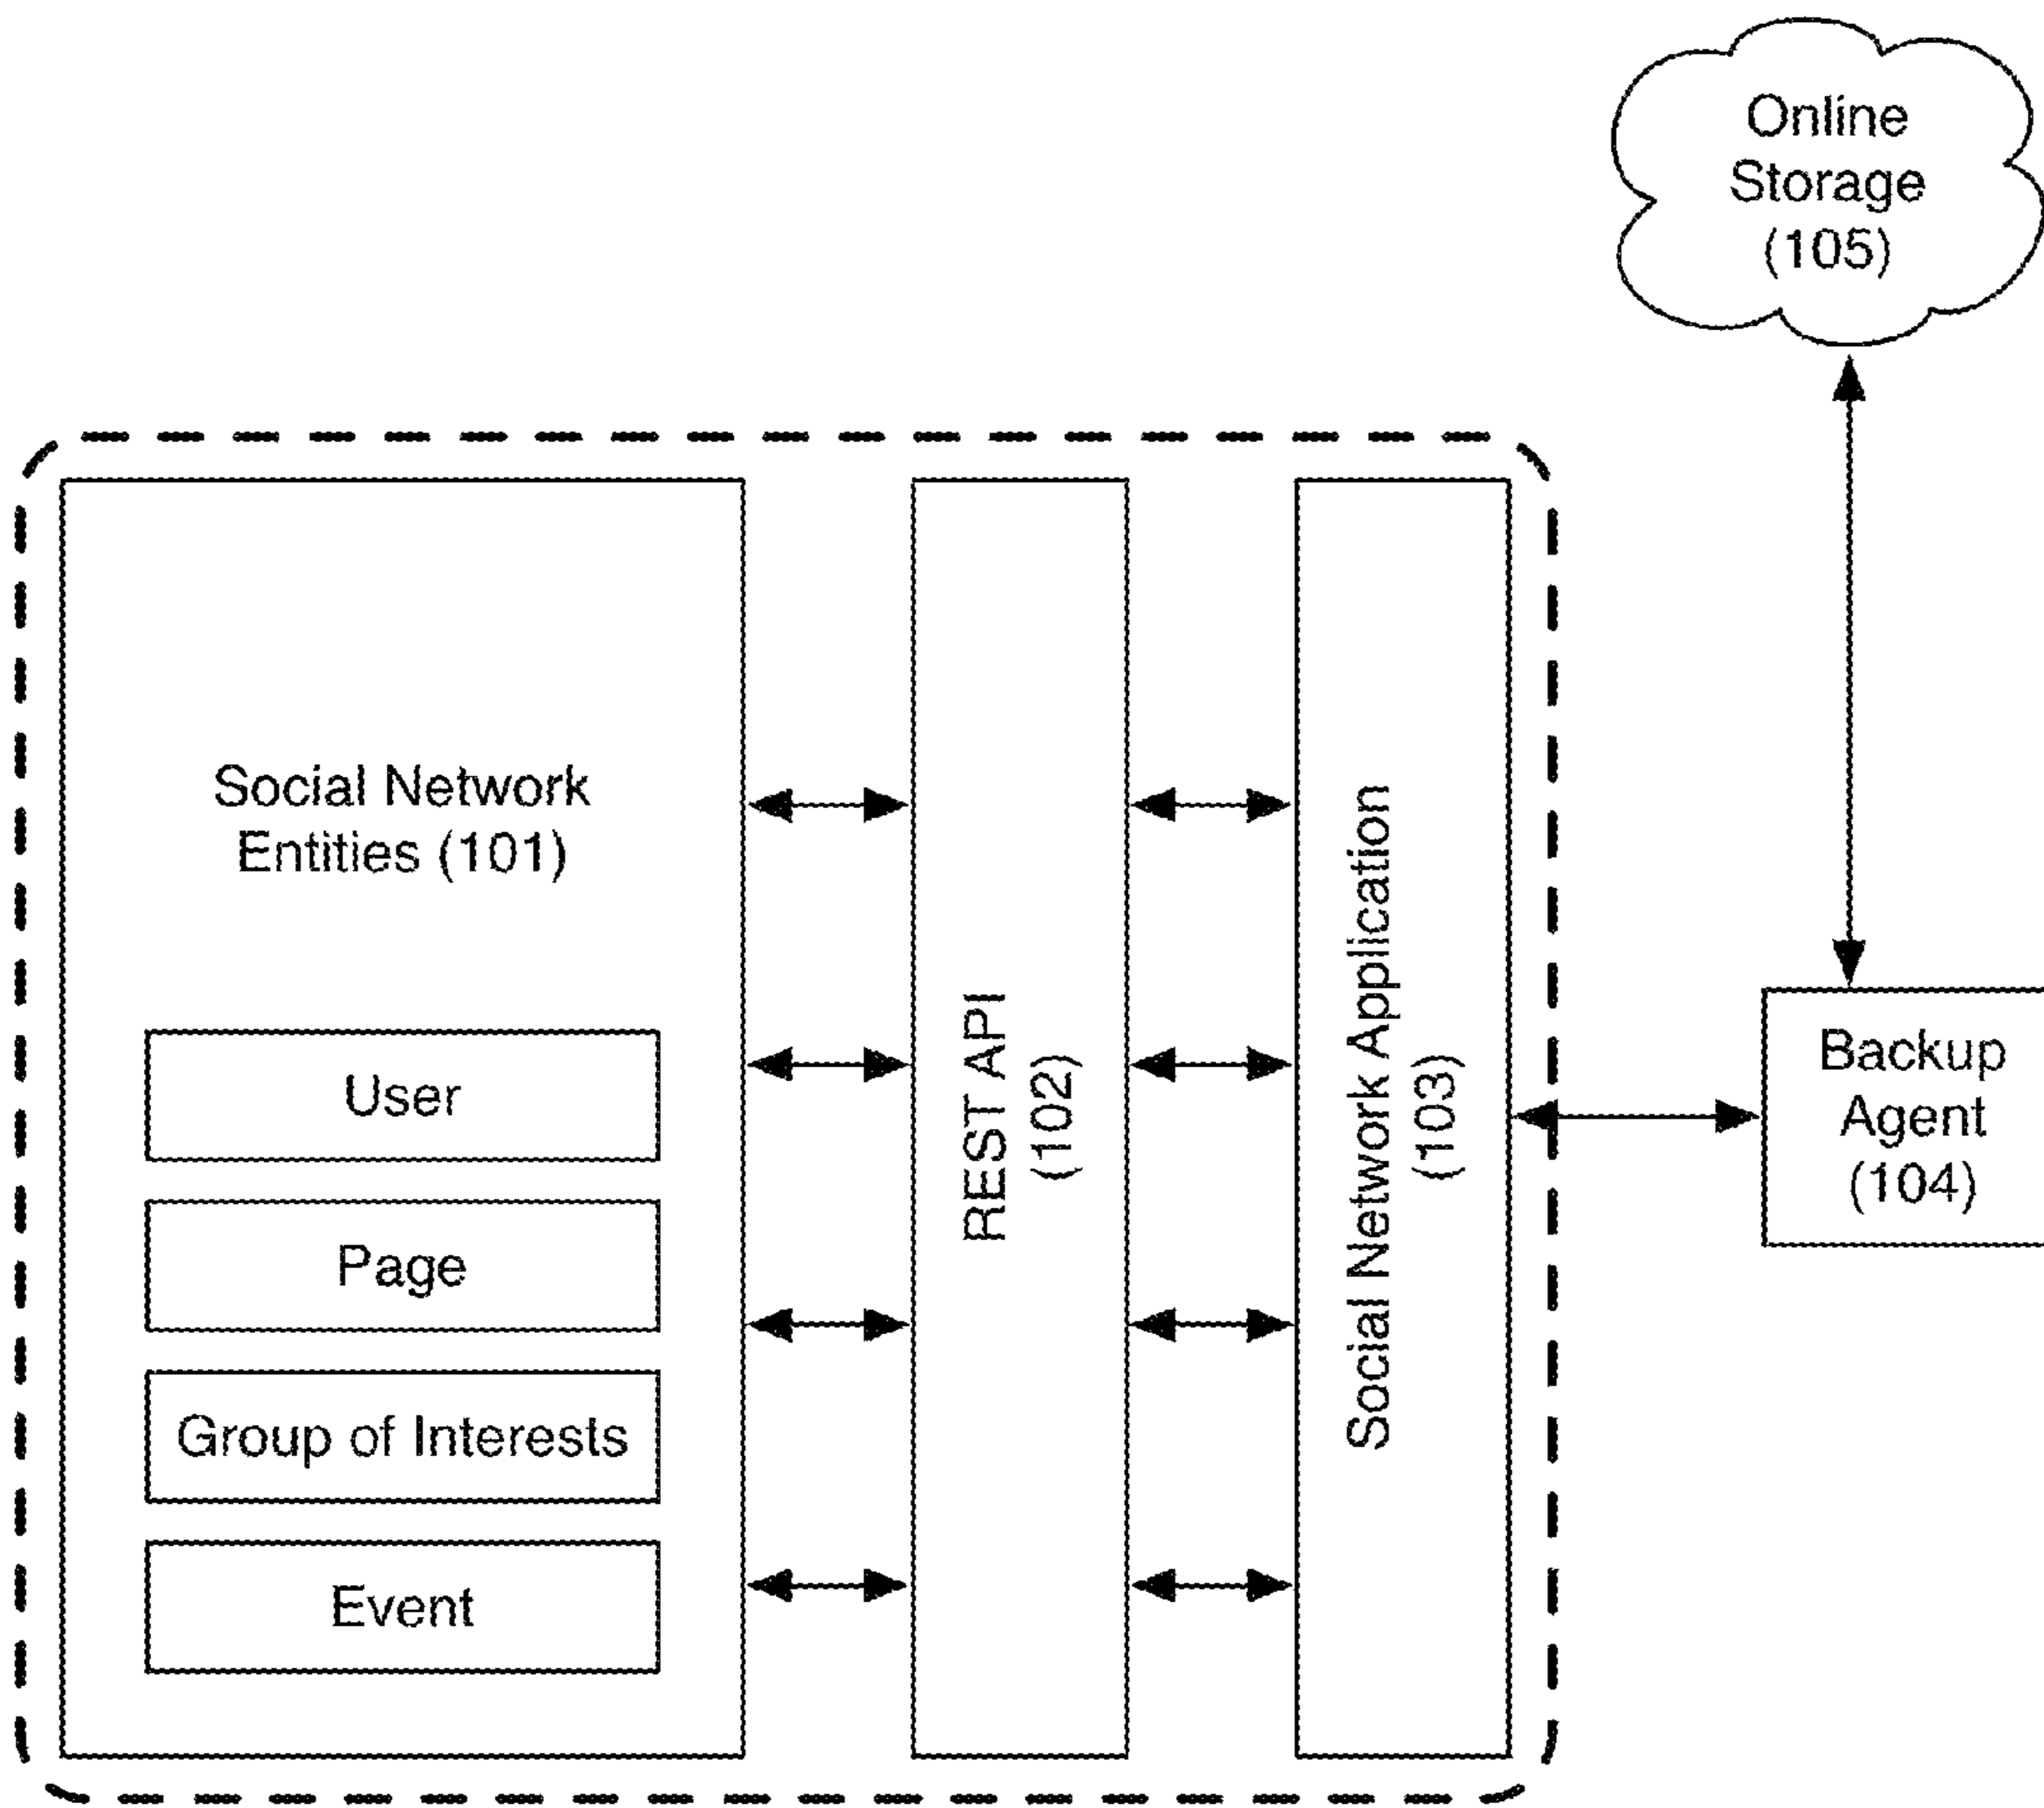 Online
Storage
(105)
Social Network
Entities (101)
User
Page
Group of Interests
Event
REST API
(102)
Social Network Application
(103)
Backup
Agent
(104)